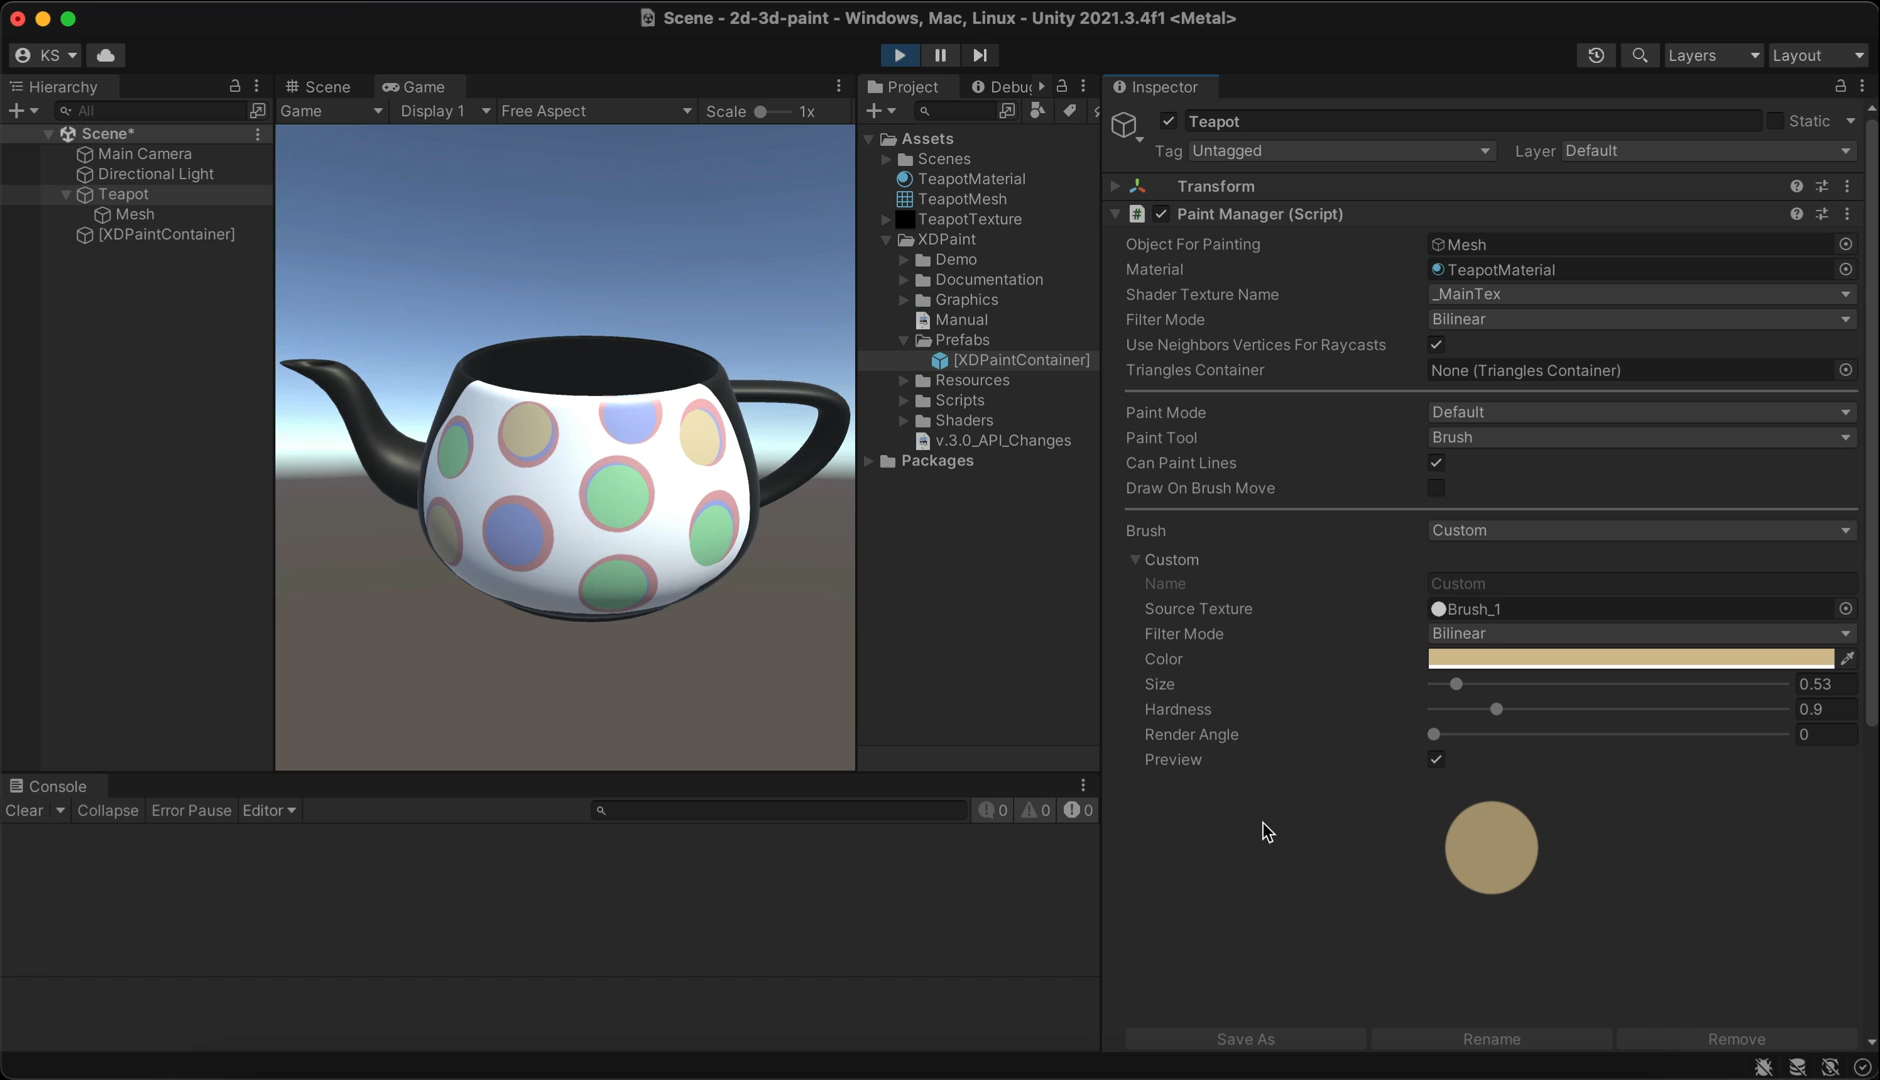 Scene - 2d-3d-paint - Windows, Mac, Linux - Unity 2021.3.4f1 <Metal>
KS
Layers
Layout
Hierarchy
All
Scene*
Main Camera
Directional Light
Teapot
Mesh
[XDPaintContainer]
Scene
Game
Game
Display 1
Free Aspect
Scale
1x
Project
Debu
Assets
Scenes
TeapotMaterial
TeapotMesh
TeapotTexture
XDPaint
Demo
Documentation
Graphics
Manual
Prefabs
[XDPaintContainer]
Resources
Scripts
Shaders
v.3.0_API_Changes
Packages
Inspector
Teapot
Static
Tag Untagged
Layer Default
Transform
Paint Manager (Script)
Object For Painting Mesh
Material TeapotMaterial
Shader Texture Name _MainTex
Filter Mode Bilinear
Use Neighbors Vertices For Raycasts
Triangles Container None (Triangles Container)
Paint Mode Default
Paint Tool Brush
Can Paint Lines
Draw On Brush Move
Brush Custom
Custom
Name Custom
Source Texture Brush_1
Filter Mode Bilinear
Color
Size 0.53
Hardness 0.9
Render Angle 0
Preview
Save As
Rename
Remove
Console
Clear
Collapse
Error Pause
Editor
0
0
0